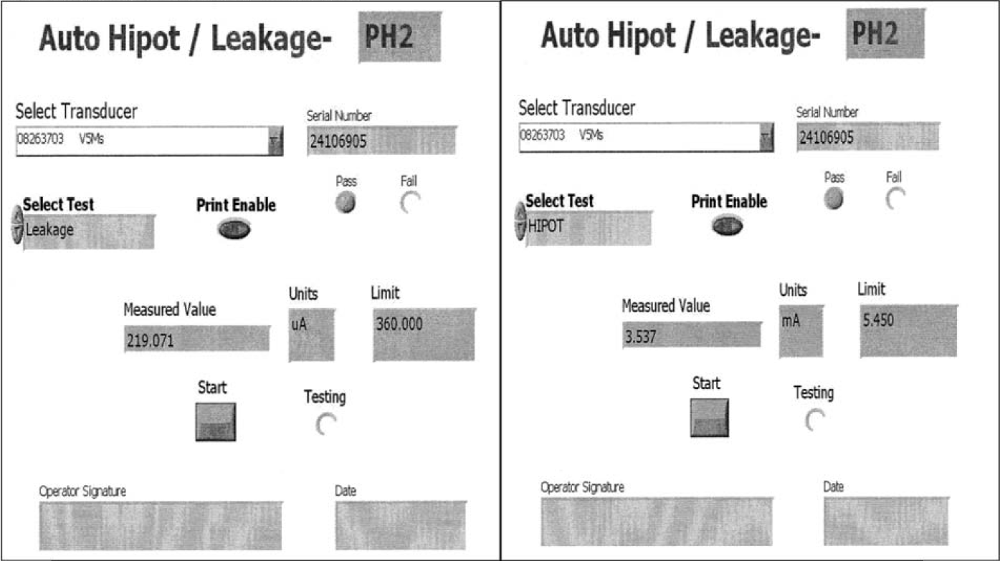 Auto Hipot / Leakage- PH2
Select Transducer
08263703 V5Ms
Serial Number
24106905
Pass Fail
Select Test
Leakage
Print Enable
Measured Value
219.071
Units
uA
Limit
360.000
Start
Testing
Operator Signature
Date
Auto Hipot / Leakage- PH2
Select Transducer
08263703 V5Ms
Serial Number
24106905
Pass Fail
Select Test
HIPOT
Print Enable
Measured Value
3.537
Units
mA
Limit
5.450
Start
Testing
Operator Signature
Date